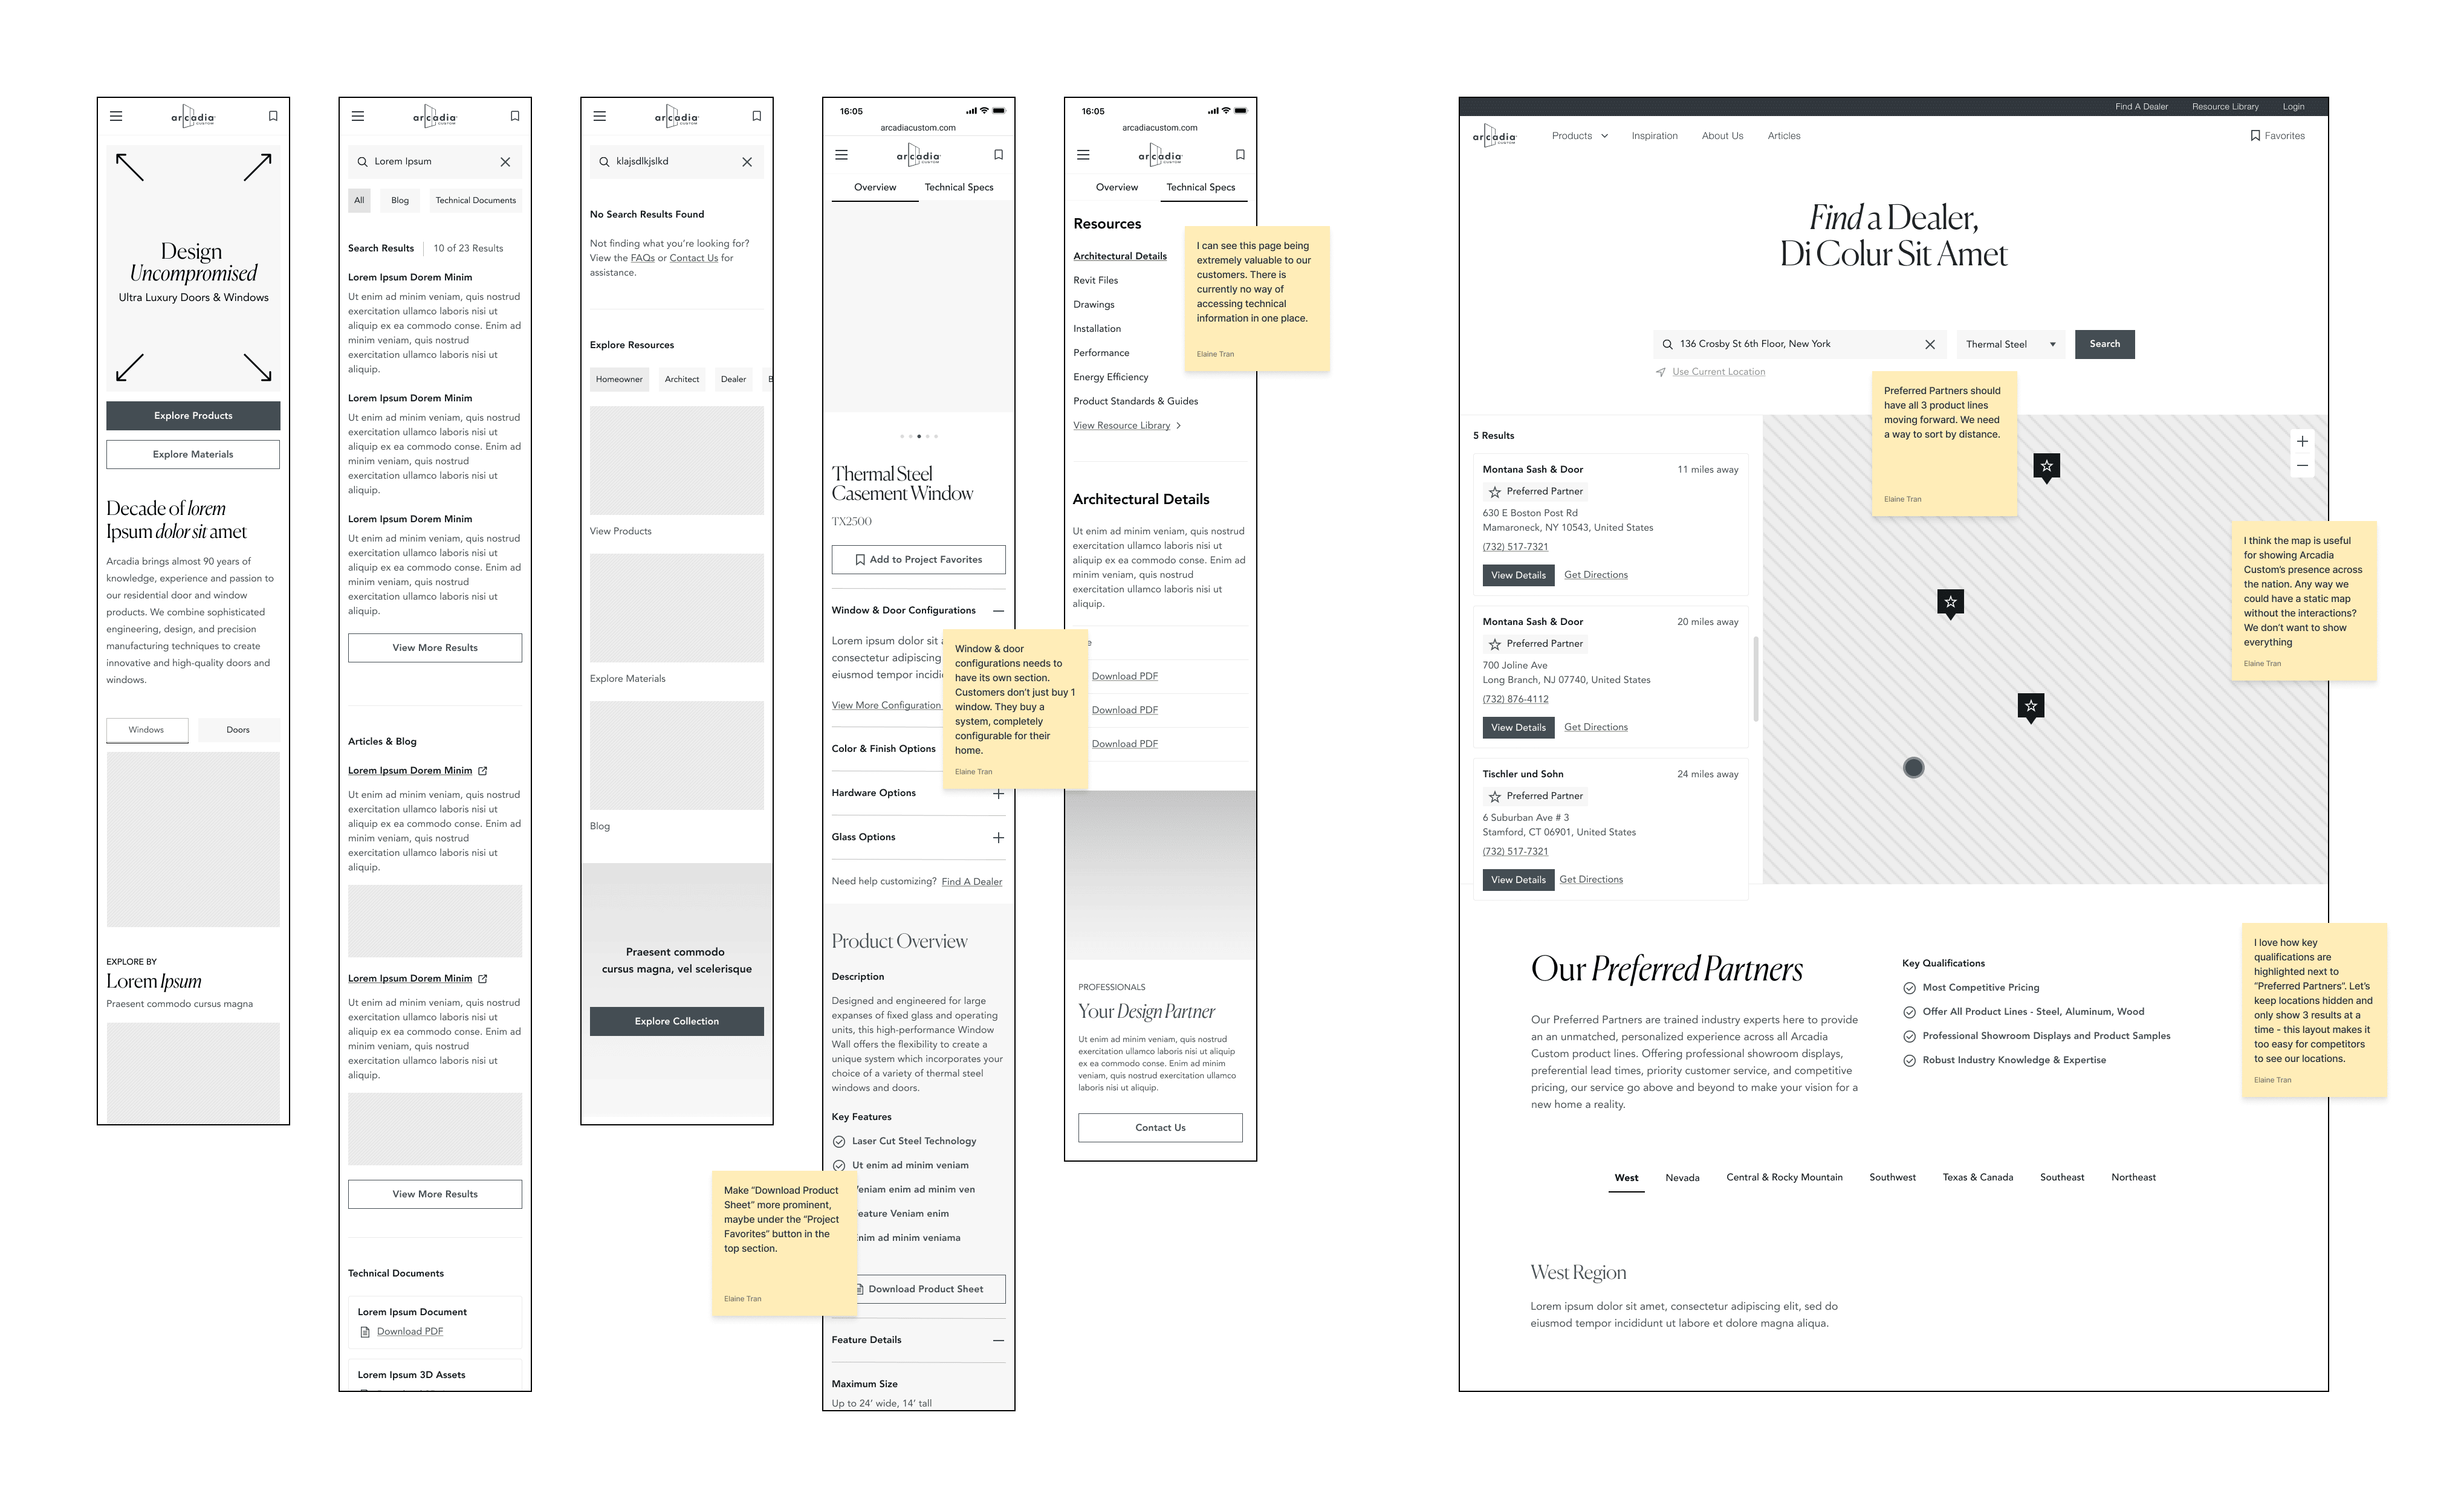 arcadia
CUSTOM
Design
Uncompromised
Ultra Luxury Doors & Windows
Explore Products
Explore Materials
Decade of lorem
Ipsum dolor sit amet
Arcadia brings almost 90 years of
knowledge, experience and passion to
our residential door and window
products. We combine sophisticated
engineering, design, and precision
manufacturing techniques to create
innovative and high-quality doors and
windows.
Windows
Doors
EXPLORE BY
Lorem Ipsum
Praesent commodo cursus magna
arcadia
CUSTOM
Lorem Ipsum
All
Blog
Technical Documents
Search Results
10 of 23 Results
Lorem Ipsum Dorem Minim
Ut enim ad minim veniam, quis nostrud
exercitation ullamco laboris nisi ut
aliquip ex ea commodo conse. Enim ad
minim veniam, quis nostrud
exercitation ullamco laboris nisi ut
aliquip.
Lorem Ipsum Dorem Minim
Ut enim ad minim veniam, quis nostrud
exercitation ullamco laboris nisi ut
aliquip ex ea commodo conse. Enim ad
minim veniam, quis nostrud
exercitation ullamco laboris nisi ut
aliquip.
Lorem Ipsum Dorem Minim
Ut enim ad minim veniam, quis nostrud
exercitation ullamco laboris nisi ut
aliquip ex ea commodo conse. Enim ad
minim veniam, quis nostrud
exercitation ullamco laboris nisi ut
aliquip.
View More Results
Articles & Blog
Lorem Ipsum Dorem Minim
Ut enim ad minim veniam, quis nostrud
exercitation ullamco laboris nisi ut
aliquip ex ea commodo conse. Enim ad
minim veniam, quis nostrud
exercitation ullamco laboris nisi ut
aliquip.
Lorem Ipsum Dorem Minim
Ut enim ad minim veniam, quis nostrud
exercitation ullamco laboris nisi ut
aliquip ex ea commodo conse. Enim ad
minim veniam, quis nostrud
exercitation ullamco laboris nisi ut
aliquip.
View More Results
Technical Documents
Lorem Ipsum Document
Download PDF
Lorem Ipsum 3D Assets
arcadia
CUSTOM
klajsdlkjslkd
No Search Results Found
Not finding what you're looking for?
View the FAQs or Contact Us for
assistance.
Explore Resources
Homeowner
Architect
Dealer
B
View Products
Explore Materials
Blog
Praesent commodo
cursus magna, vel scelerisque
Explore Collection
16:05
arcadiacustom.com
arcadia
CUSTOM
Overview
Technical Specs
Thermal Steel
Casement Window
TX2500
Add to Project Favorites
Window & Door Configurations
Lorem ipsum dolor sit a
consectetur adipiscing
eiusmod tempor incidi
View More Configuration
Color & Finish Options
Hardware Options
Glass Options
Need help customizing? Find A Dealer
Product Overview
Description
Designed and engineered for large
expanses of fixed glass and operating
units, this high-performance Window
Wall offers the flexibility to create a
unique system which incorporates your
choice of a variety of thermal steel
windows and doors.
Key Features
Laser Cut Steel Technology
Ut enim ad minim veniam
Veniam enim ad minim ven
eature Veniam enim
nim ad minim veniama
Download Product Sheet
Feature Details
Maximum Size
Up to 24' wide, 14' tall
Make "Download Product
Sheet" more prominent,
maybe under the "Project
Favorites" button in the
top section.
Elaine Tran
Window & door
configurations needs to
have its own section.
Customers don't just buy 1
window. They buy a
system, completely
configurable for their
home.
Elaine Tran
16:05
arcadiacustom.com
arcadia
CUSTOM
Overview
Technical Specs
Resources
Architectural Details
Revit Files
Drawings
Installation
Performance
Energy Efficiency
Product Standards & Guides
View Resource Library
I can see this page being
extremely valuable to our
customers. There is
currently no way of
accessing technical
information in one place.
Elaine Tran
Architectural Details
Ut enim ad minim veniam, quis nostrud
exercitation ullamco laboris nisi ut
aliquip ex ea commodo conse. Enim ad
minim veniam, quis nostrud
exercitation ullamco laboris nisi ut
aliquip.
e
Download PDF
Download PDF
Download PDF
PROFESSIONALS
Your Design Partner
Ut enim ad minim veniam, quis nostrud
exercitation ullamco laboris nisi ut aliquip
ex ea commodo conse. Enim ad minim
veniam, quis nostrud exercitation ullamco
laboris nisi ut aliquip.
Contact Us
Find A Dealer
Resource Library
Login
arcadia
CUSTOM
Products
Inspiration
About Us
Articles
Favorites
Find a Dealer,
Di Colur Sit Amet
136 Crosby St 6th Floor, New York
Thermal Steel
Search
Use Current Location
Preferred Partners should
have all 3 product lines
moving forward. We need
a way to sort by distance.
Elaine Tran
5 Results
Montana Sash & Door
11 miles away
Preferred Partner
630 E Boston Post Rd
Mamaroneck, NY 10543, United States
(732) 517-7321
View Details
Get Directions
Montana Sash & Door
20 miles away
Preferred Partner
700 Joline Ave
Long Branch, NJ 07740, United States
(732) 876-4112
View Details
Get Directions
Tischler und Sohn
24 miles away
Preferred Partner
6 Suburban Ave # 3
Stamford, CT 06901, United States
(732) 517-7321
View Details
Get Directions
I think the map is useful
for showing Arcadia
Custom's presence across
the nation. Any way we
could have a static map
without the interactions?
We don't want to show
everything
Elaine Tran
Our Preferred Partners
Our Preferred Partners are trained industry experts here to provide
an an unmatched, personalized experience across all Arcadia
Custom product lines. Offering professional showroom displays,
preferential lead times, priority customer service, and competitive
pricing, our service go above and beyond to make your vision for a
new home a reality.
Key Qualifications
Most Competitive Pricing
Offer All Product Lines - Steel, Aluminum, Wood
Professional Showroom Displays and Product Samples
Robust Industry Knowledge & Expertise
I love how key
qualifications are
highlighted next to
"Preferred Partners". Let's
keep locations hidden and
only show 3 results at a
time - this layout makes it
too easy for competitors
to see our locations.
Elaine Tran
West
Nevada
Central & Rocky Mountain
Southwest
Texas & Canada
Southeast
Northeast
West Region
Lorem ipsum dolor sit amet, consectetur adipiscing elit, sed do
eiusmod tempor incididunt ut labore et dolore magna aliqua.